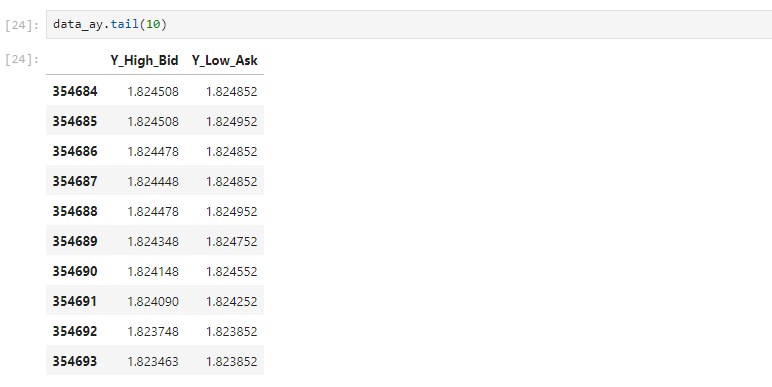 [24]: data_ay.tail(10)
[24]: Y_High_Bid Y_Low_Ask
354684 1.824508 1.824852
354685 1.824508 1.824952
354686 1.824478 1.824852
354687 1.824448 1.824852
354688 1.824478 1.824952
354689 1.824348 1.824752
354690 1.824148 1.824552
354691 1.824090 1.824252
354692 1.823748 1.823852
354693 1.823463 1.823852